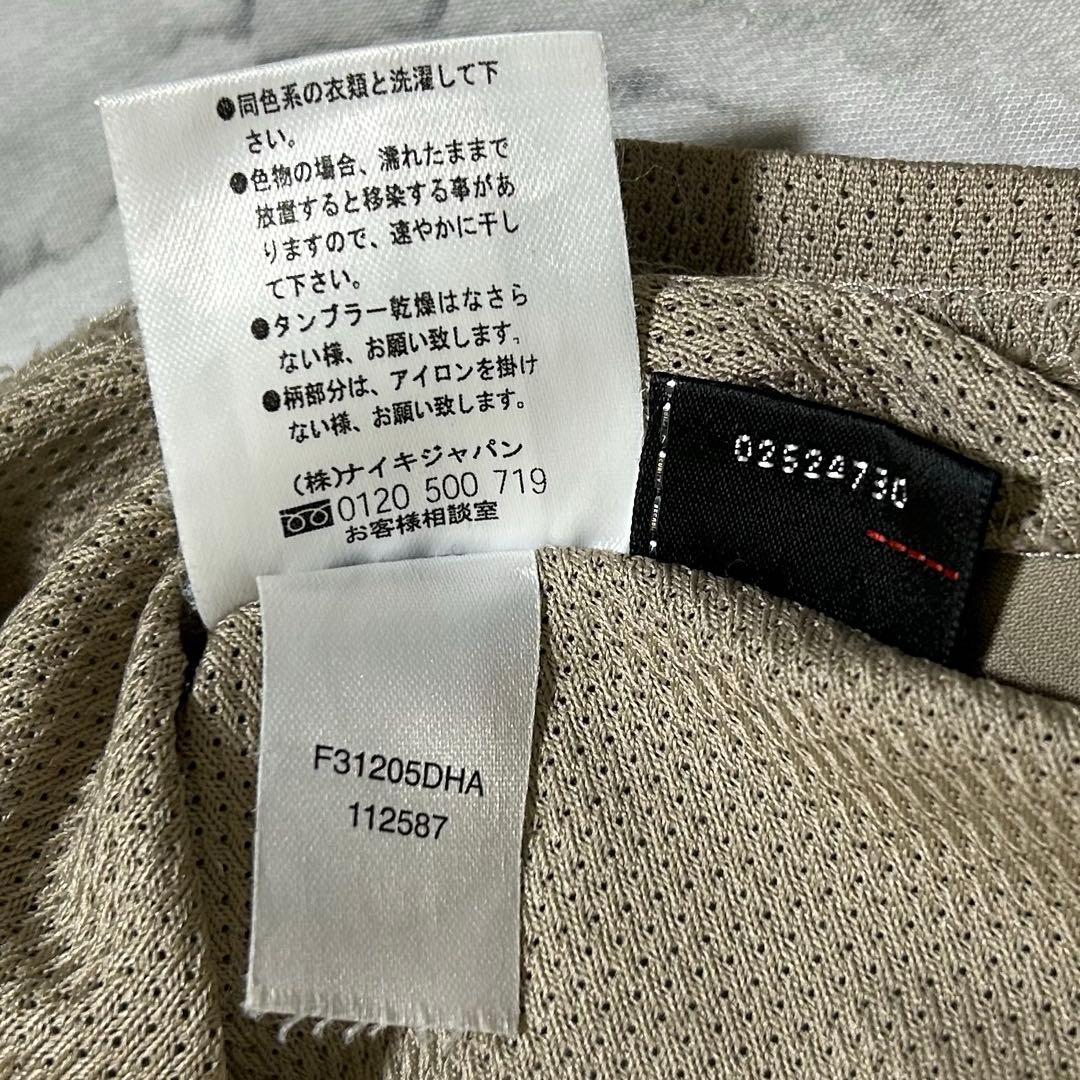 ●同色系の衣類と洗濯して下
さい。
●色物の場合、濡れたままで
放置すると移染する事があ
りますので、速やかに干し
て下さい。
●タンブラー乾燥はなさら
ない様、お願い致します。
●柄部分は、アイロンを掛け
ない様、お願い致します。
(株)ナイキジャパン
0120 500 719
お客様相談室
02524730
F31205DHA
112587